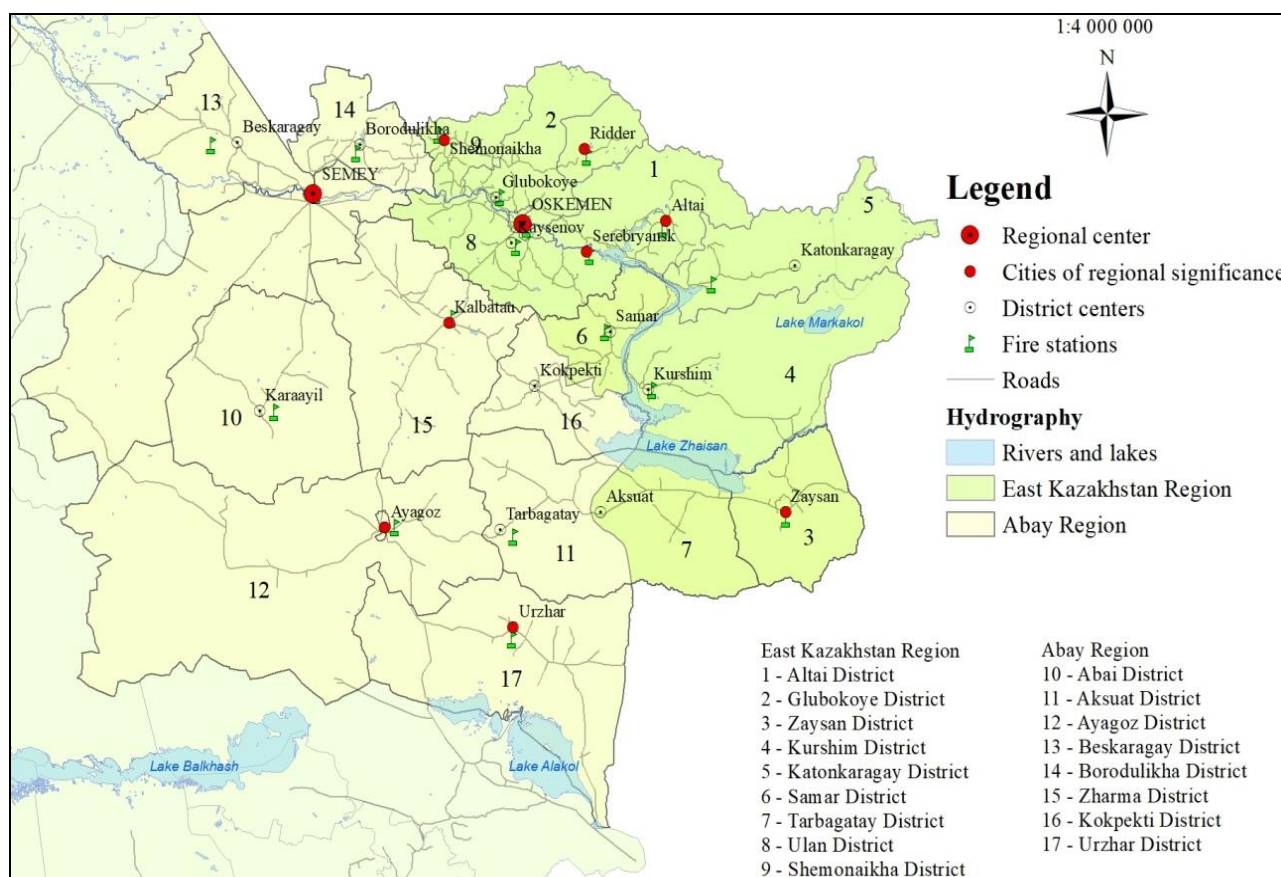 1:4 000 000
N
13
Beskaragay
14
Borodulikha
9
Shemonaikha
2
Ridder
1
SEMEY
Glubokoye
OSKEMEN
Kaysenov
8
Serebryansk
Altai
5
Katonkaragay
Kalbatau
Samar
6
Lake Markakol
Kokpekti
Kurshim
4
Karaayil
10
15
16
Lake Zhaisan
Ayagoz
Tarbagatay
Aksuat
Zaysan
11
7
3
12
Urzhar
17
Lake Balkhash
Lake Alakol
Legend
Regional center
Cities of regional significance
District centers
Fire stations
Roads
Hydrography
Rivers and lakes
East Kazakhstan Region
Abay Region
East Kazakhstan Region
1 - Altai District
2 - Glubokoye District
3 - Zaysan District
4 - Kurshim District
5 - Katonkaragay District
6 - Samar District
7 - Tarbagatay District
8 - Ulan District
9 - Shemonaikha District
Abay Region
10 - Abai District
11 - Aksuat District
12 - Ayagoz District
13 - Beskaragay District
14 - Borodulikha District
15 - Zharma District
16 - Kokpekti District
17 - Urzhar District